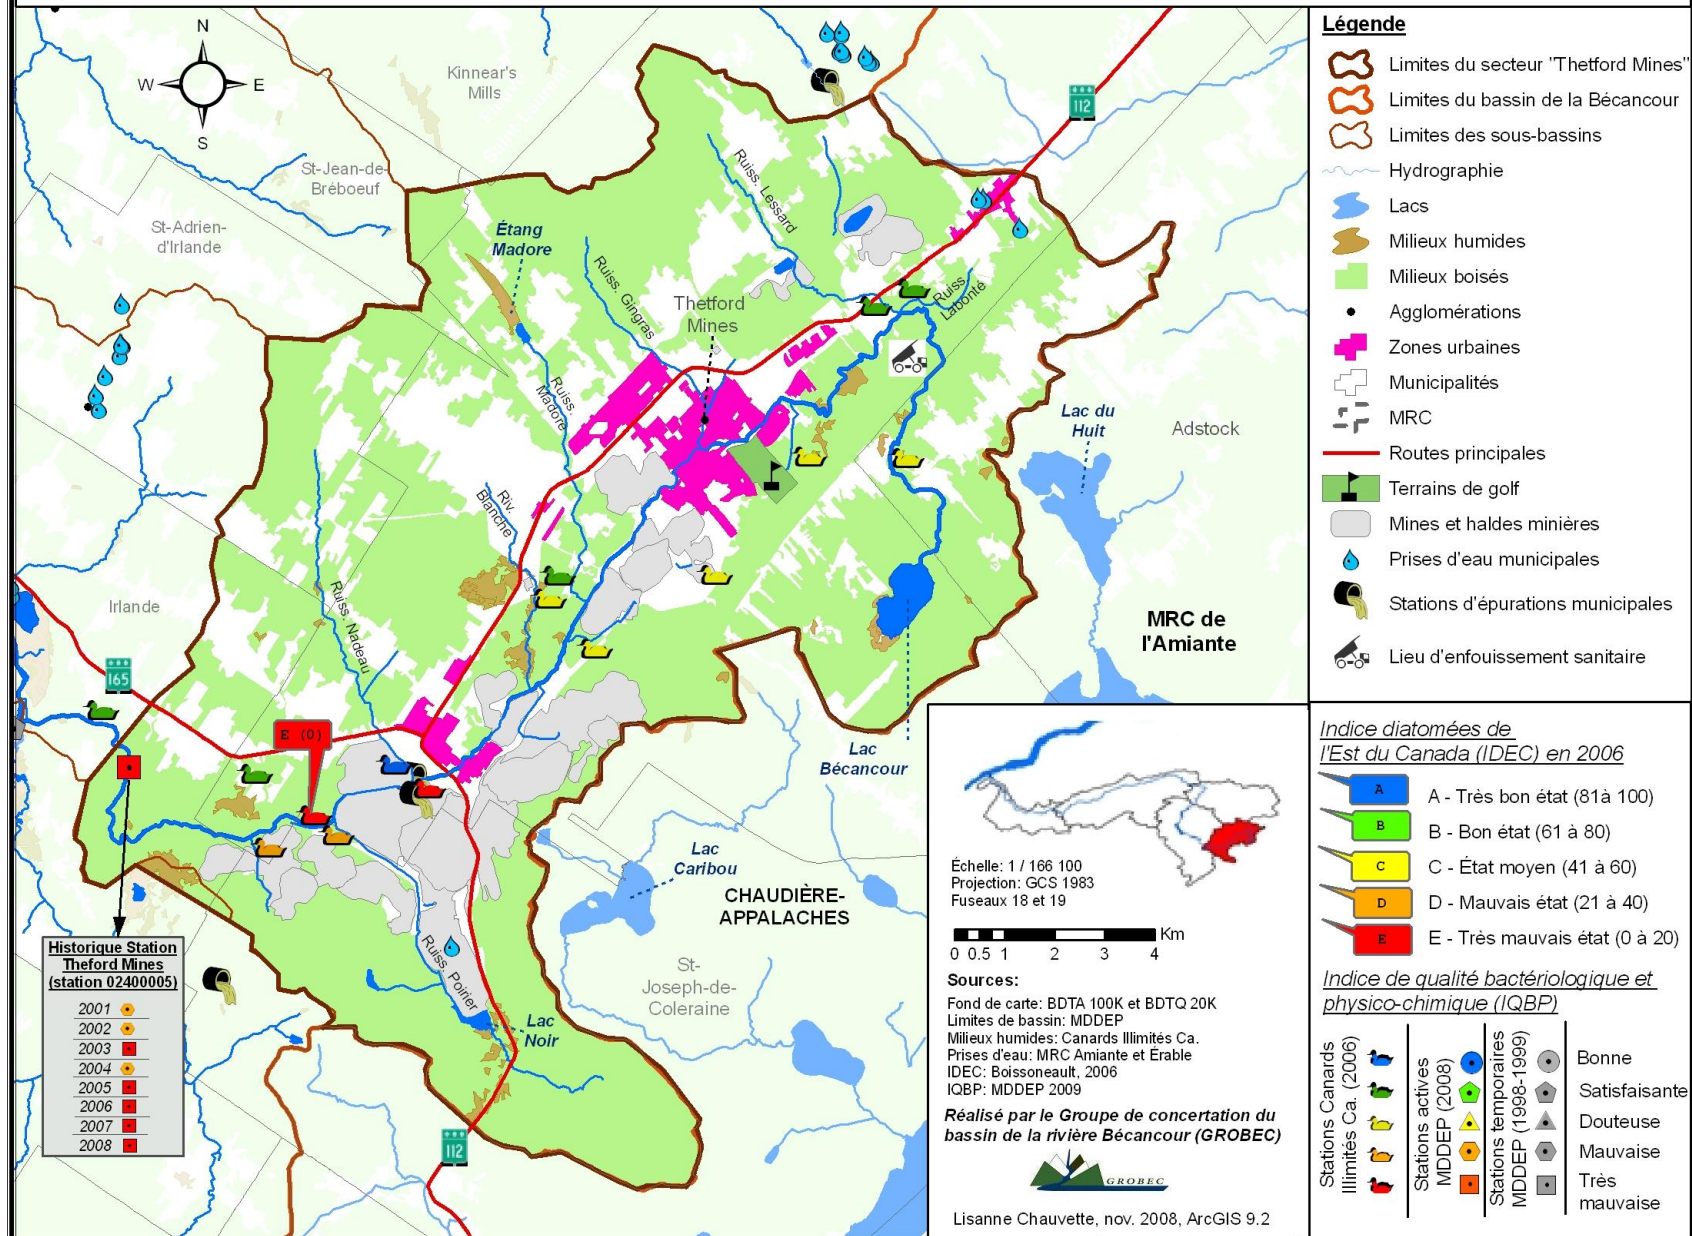 N
W
E
S
Kinnear's
Mills
St-Jean-de-
Bréboeuf
St-Adrien-
d'Irlande
112
Ruiss. Lessard
Étang
Madore
Ruiss. Gingras
Thetford
Mines
Ruiss.
Labonté
Ruiss.
Madore
Lac du
Huit
Adstock
Riv.
Blanche
Irlande
Ruiss. Nadeau
MRC de
l'Amiante
165
E (0)
Lac
Bécancour
Lac
Caribou
CHAUDIÈRE-
APPALACHES
St-
Joseph-de-
Coleraine
Ruiss. Poirier
Lac
Noir
112
Historique Station
Theford Mines
(station 02400005)
2001
2002
2003
2004
2005
2006
2007
2008
Légende
Limites du secteur "Thetford Mines"
Limites du bassin de la Bécancour
Limites des sous-bassins
Hydrographie
Lacs
Milieux humides
Milieux boisés
Agglomérations
Zones urbaines
Municipalités
MRC
Routes principales
Terrains de golf
Mines et haldes minières
Prises d'eau municipales
Stations d'épurations municipales
Lieu d'enfouissement sanitaire
Échelle: 1 / 166 100
Projection: GCS 1983
Fuseaux 18 et 19
Km
0 0.5 1 2 3 4
Sources:
Fond de carte: BDTA 100K et BDTQ 20K
Limites de bassin: MDDEP
Milieux humides: Canards Illimités Ca.
Prises d'eau: MRC Amiante et Érable
IDEC: Boissoneault, 2006
IQBP: MDDEP 2009
Réalisé par le Groupe de concertation du
bassin de la rivière Bécancour (GROBEC)
GROBEC
Lisanne Chauvette, nov. 2008, ArcGIS 9.2
Indice diatomées de
l'Est du Canada (IDEC) en 2006
A A - Très bon état (81à 100)
B B - Bon état (61 à 80)
C C - État moyen (41 à 60)
D D - Mauvais état (21 à 40)
E E - Très mauvais état (0 à 20)
Indice de qualité bactériologique et
physico-chimique (IQBP)
Stations Canards
Illimités Ca. (2006)
Stations actives
MDDEP (2008)
Stations temporaires
MDDEP (1998-1999)
Bonne
Satisfaisante
Douteuse
Mauvaise
Très
mauvaise